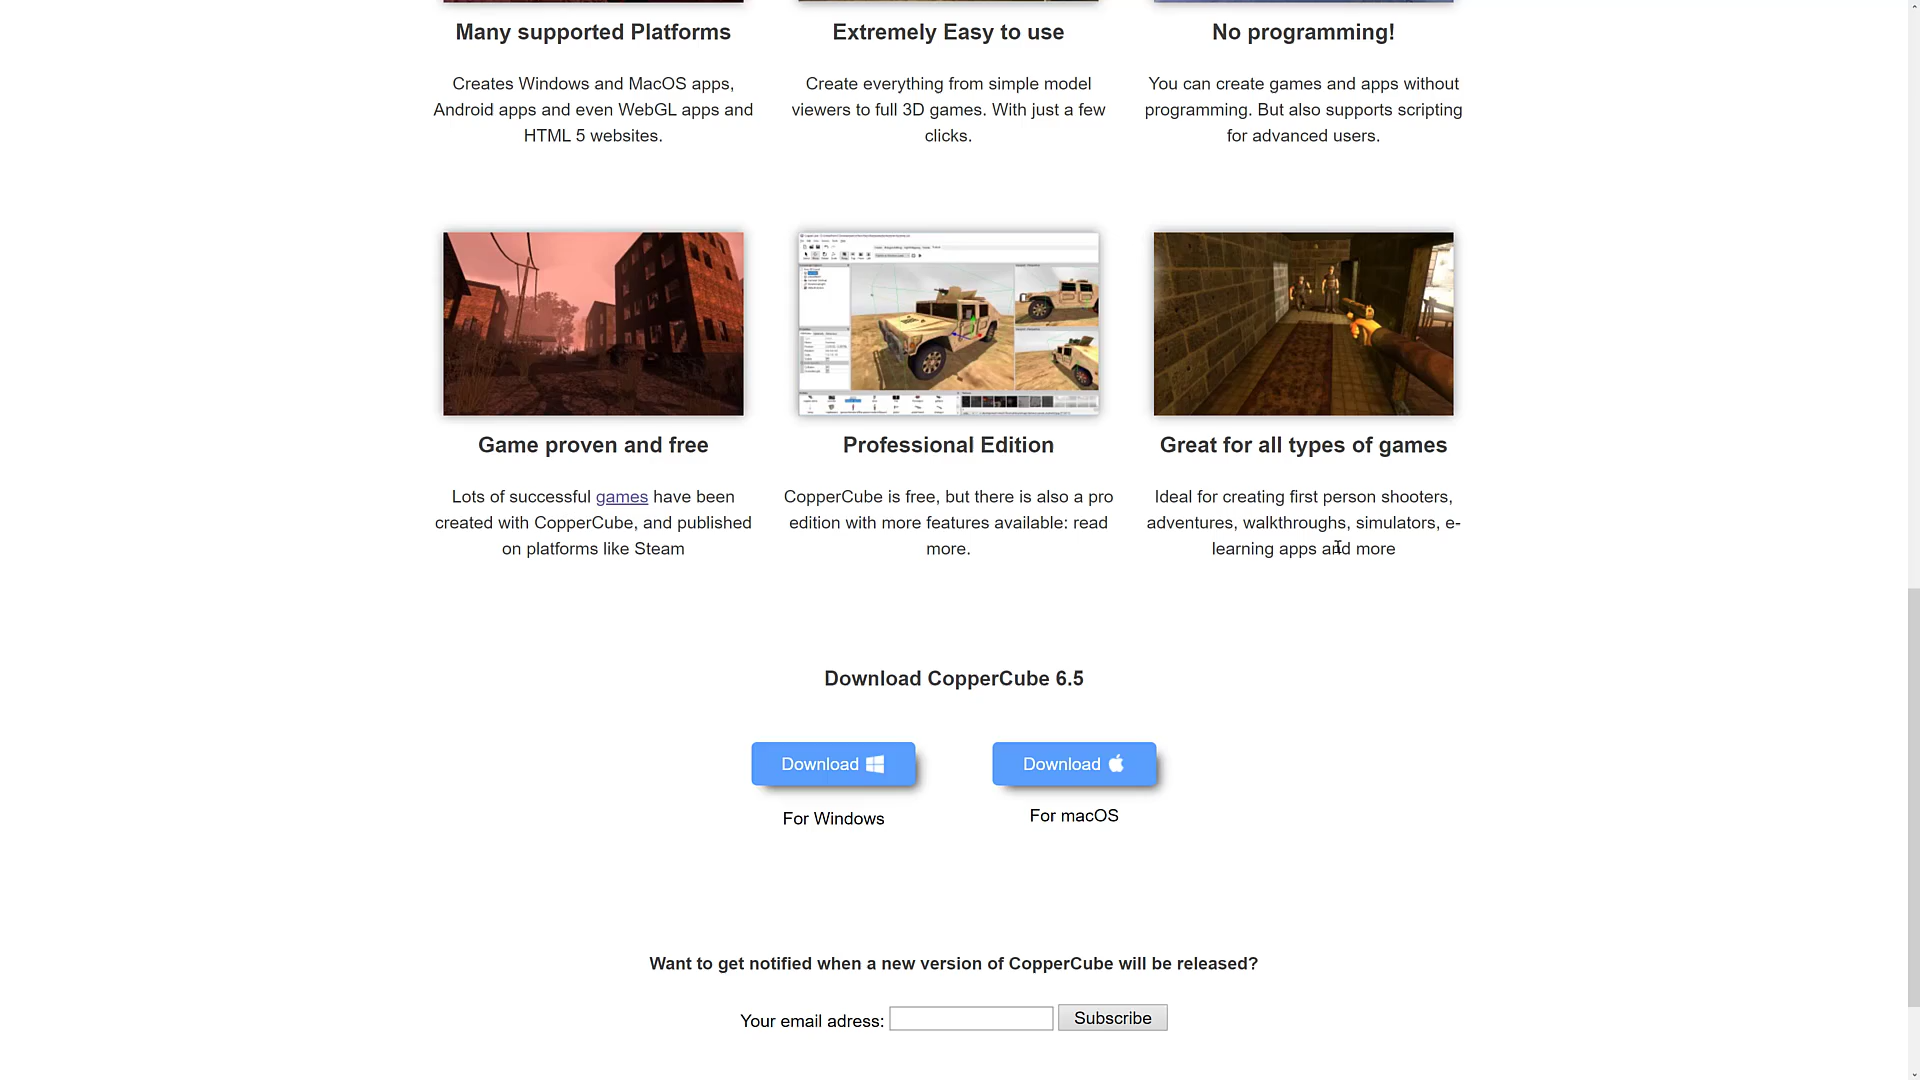 Many supported Platforms
Creates Windows and MacOS apps,
Android apps and even WebGL apps and
HTML 5 websites.
Extremely Easy to use
Create everything from simple model
viewers to full 3D games. With just a few
clicks.
No programming!
You can create games and apps without
programming. But also supports scripting
for advanced users.
Game proven and free
Lots of successful games have been
created with CopperCube, and published
on platforms like Steam
Professional Edition
CopperCube is free, but there is also a pro
edition with more features available: read
more.
Great for all types of games
Ideal for creating first person shooters,
adventures, walkthroughs, simulators, e-
learning apps and more
Download CopperCube 6.5
Download
For Windows
Download
For macOS
Want to get notified when a new version of CopperCube will be released?
Your email adress:
Subscribe